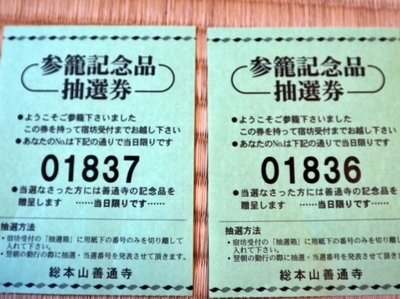 参籠記念品
抽選券
●ようこそご参籠下さいました
この券を持って宿坊受付までお越し下さい
●あなたのNo.は下記の通りで当日限りです
01837
●当選なさった方には善通寺の記念品を
贈呈します ……当日限りです……
抽選方法
・宿坊受付の「抽選箱」に用紙下の番号のみを切り離して
入れて下さい。
・翌朝の勤行の際に抽選・当選番号を発表させて頂きます。
総本山善通寺
参籠記念品
抽選券
●ようこそご参籠下さいました
この券を持って宿坊受付までお越し下さい
●あなたのNo.は下記の通りで当日限りです
01836
●当選なさった方には善通寺の記念品を
贈呈します ……当日限りです……
抽選方法
・宿坊受付の「抽選箱」に用紙下の番号のみを切り離して
入れて下さい。
・翌朝の勤行の際に抽選・当選番号を発表させて頂きます。
総本山善通寺